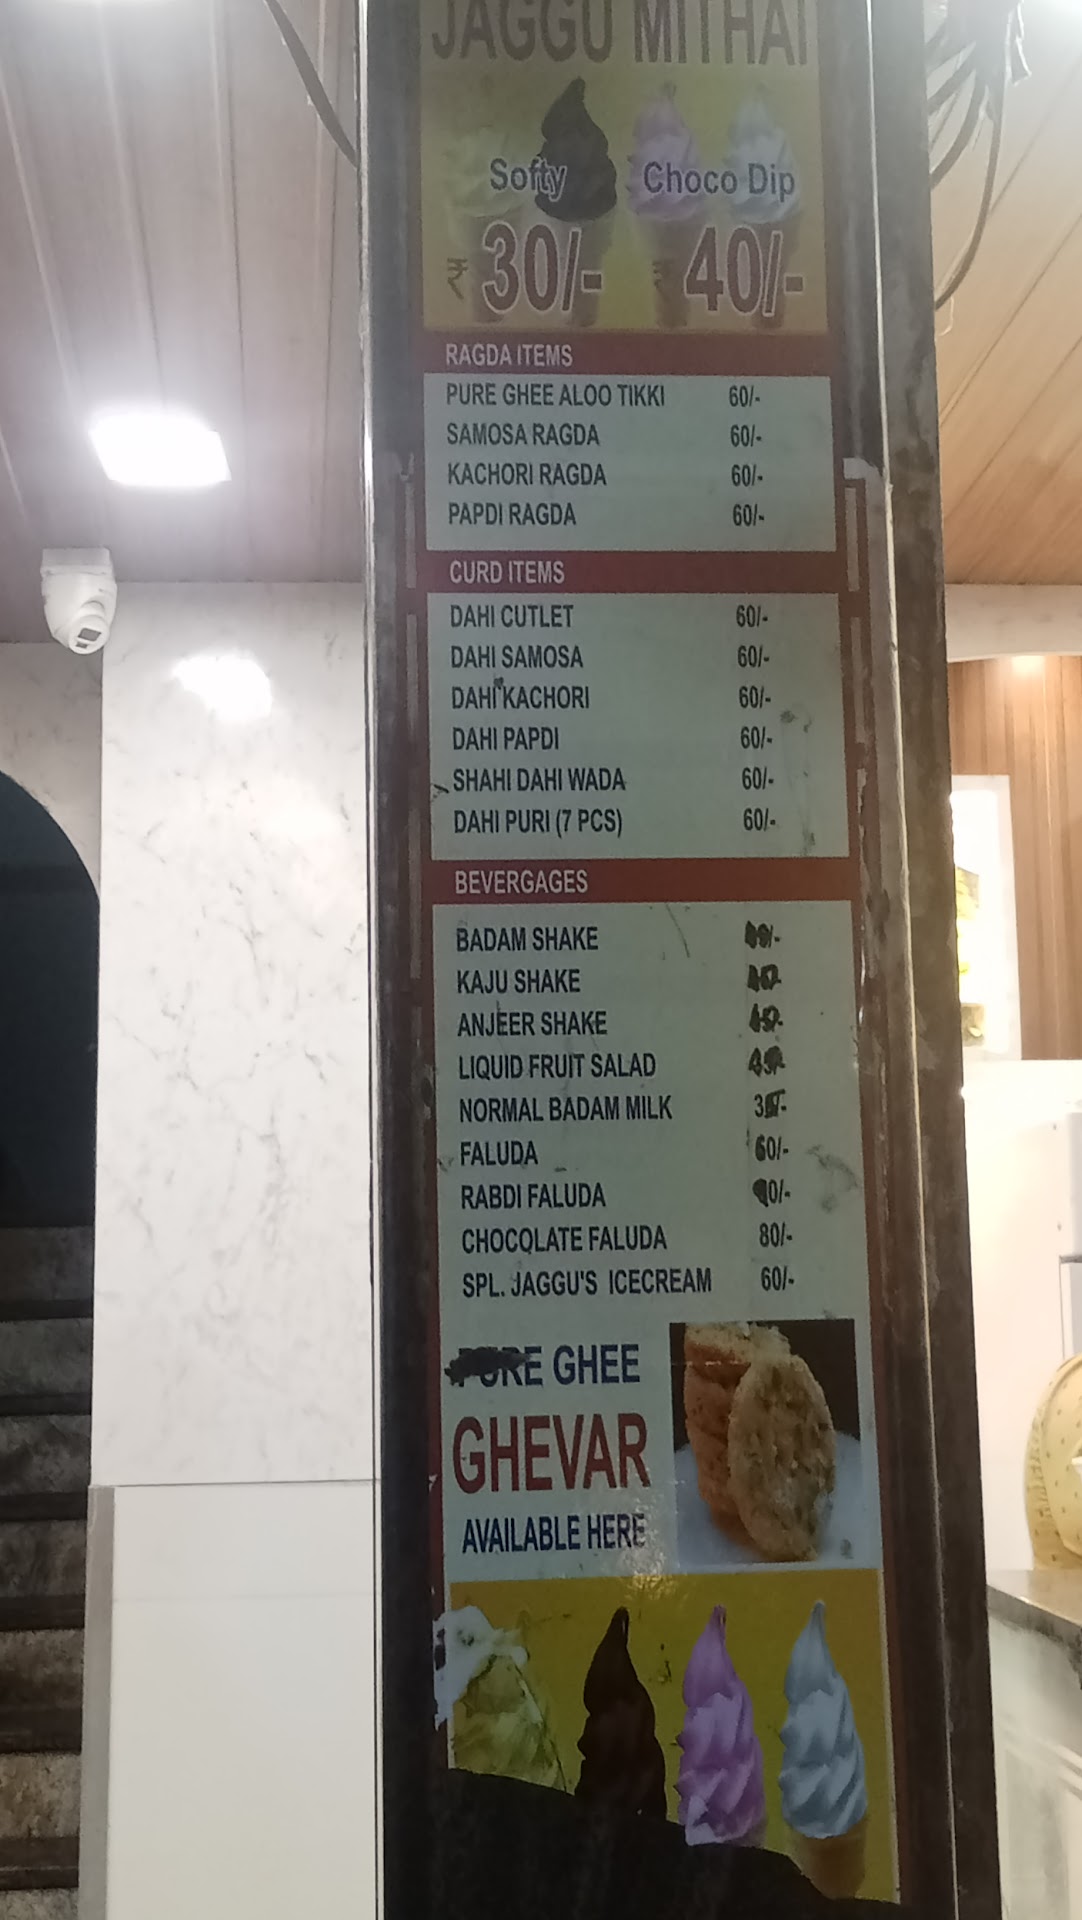 JAGGU MITHAI
Softy Choco Dip
₹ 30/- ₹ 40/-
RAGDA ITEMS
PURE GHEE ALOO TIKKI 60/-
SAMOSA RAGDA 60/-
KACHORI RAGDA 60/-
PAPDI RAGDA 60/-
CURD ITEMS
DAHI CUTLET 60/-
DAHI SAMOSA 60/-
DAHI KACHORI 60/-
DAHI PAPDI 60/-
SHAHI DAHI WADA 60/-
DAHI PURI (7 PCS) 60/-
BEVERGAGES
BADAM SHAKE
KAJU SHAKE
ANJEER SHAKE
LIQUID FRUIT SALAD
NORMAL BADAM MILK
FALUDA 60/-
RABDI FALUDA
CHOCOLATE FALUDA 80/-
SPL. JAGGU'S ICECREAM 60/-
PURE GHEE
GHEVAR
AVAILABLE HERE